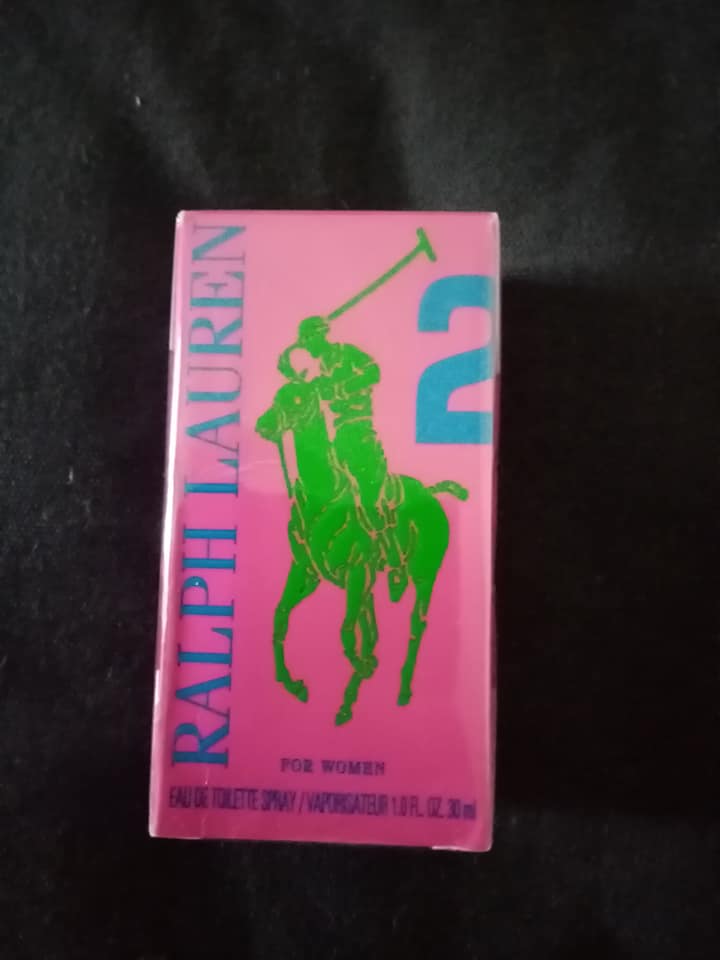 RALPH LAUREN
2
FOR WOMEN
EAU DE TOILETTE SPRAY / VAPORISATEUR 1.0 FL. OZ. 30 ml